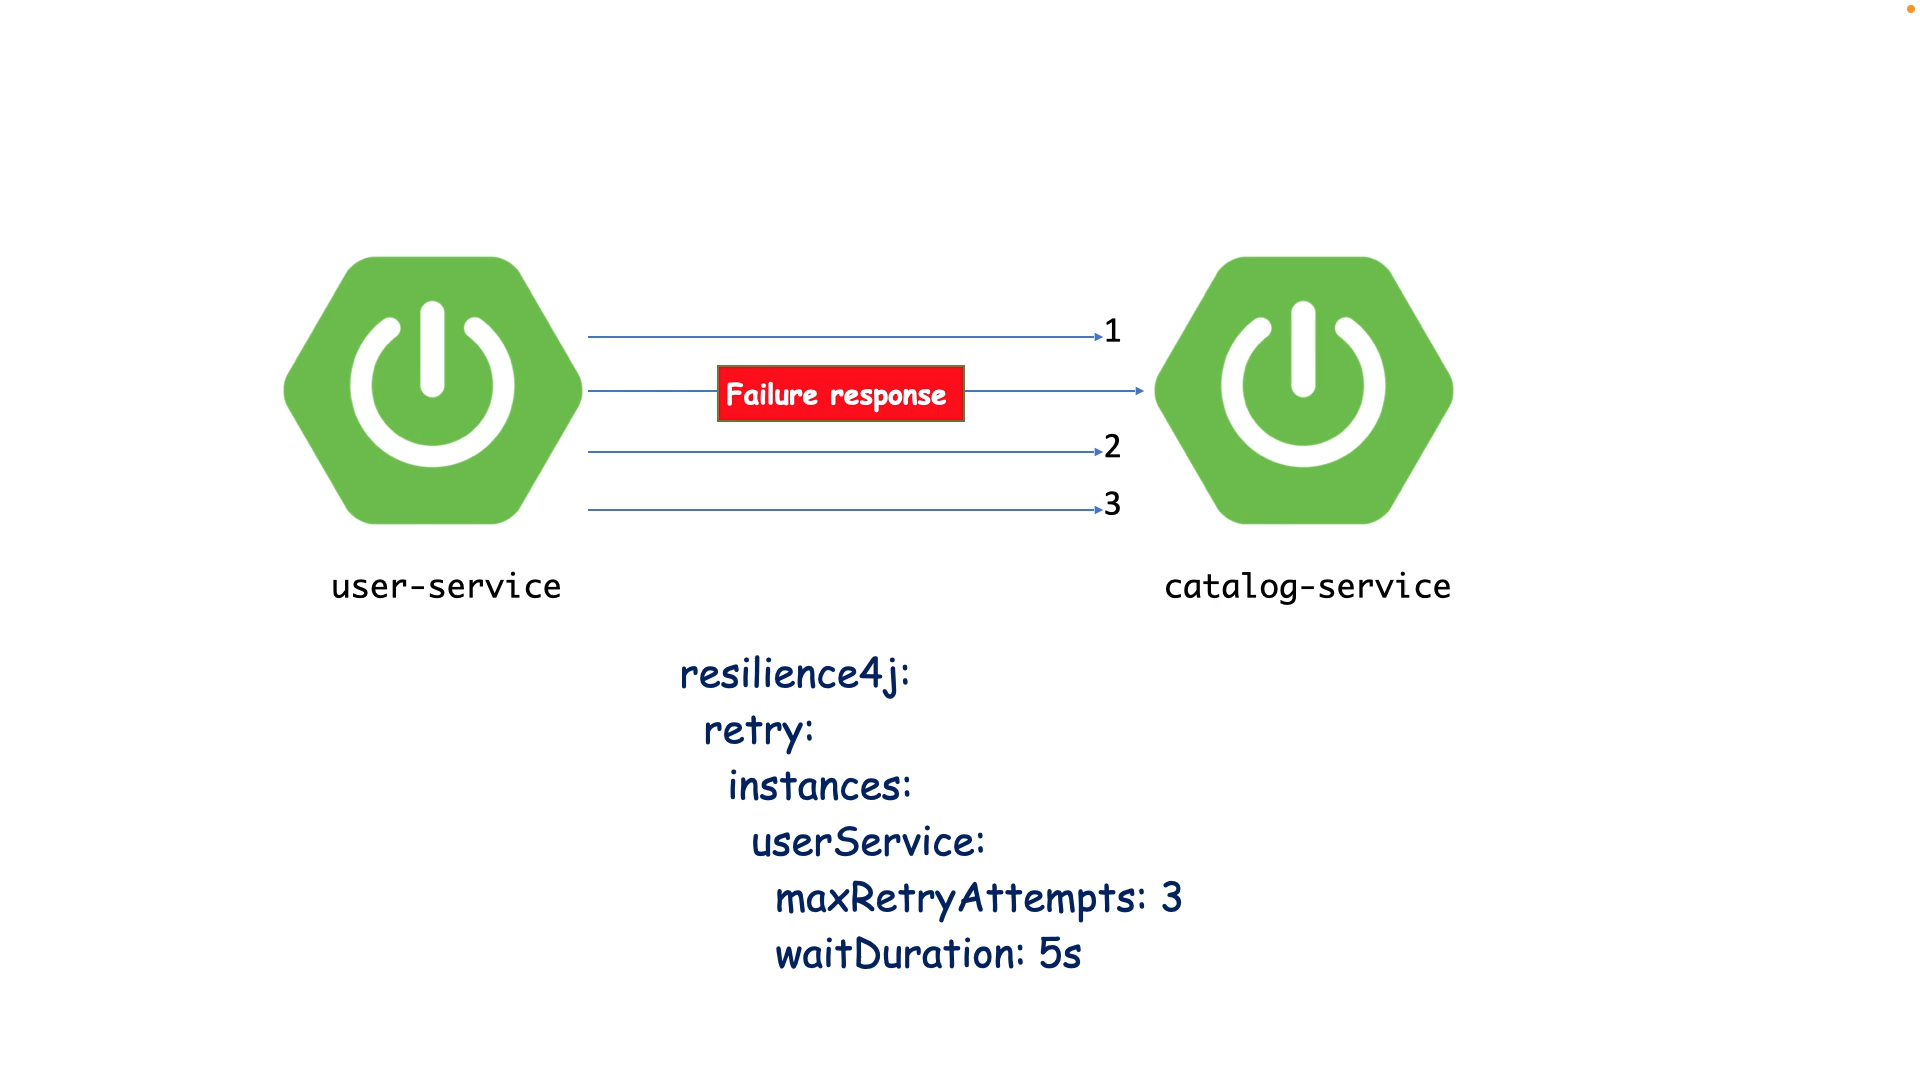 1
Failure response
2
3
user-service
catalog-service
resilience4j:
retry:
instances:
userService:
maxRetryAttempts: 3
waitDuration: 5s